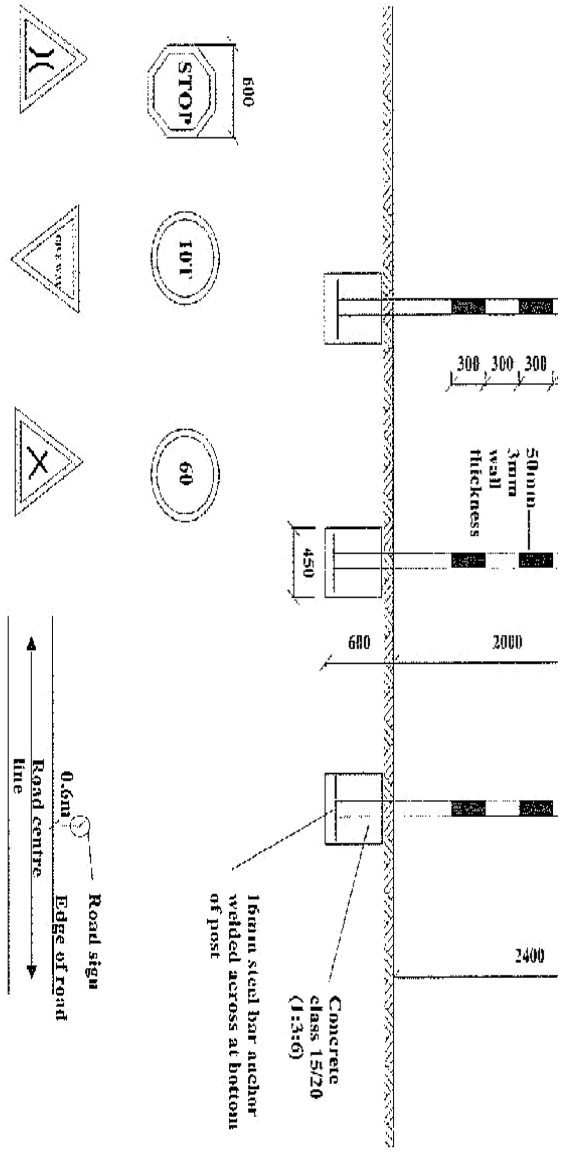 300
300
300
50mm
3mm
wall
thickness
2000
600
450
2400
Concrete
class 15/20
(1:3:6)
16mm steel bar anchor
welded across at bottom
of post
600
STOP
10T
60
GIVE WAY
Road sign
Edge of road
0.6m
Road centre
line